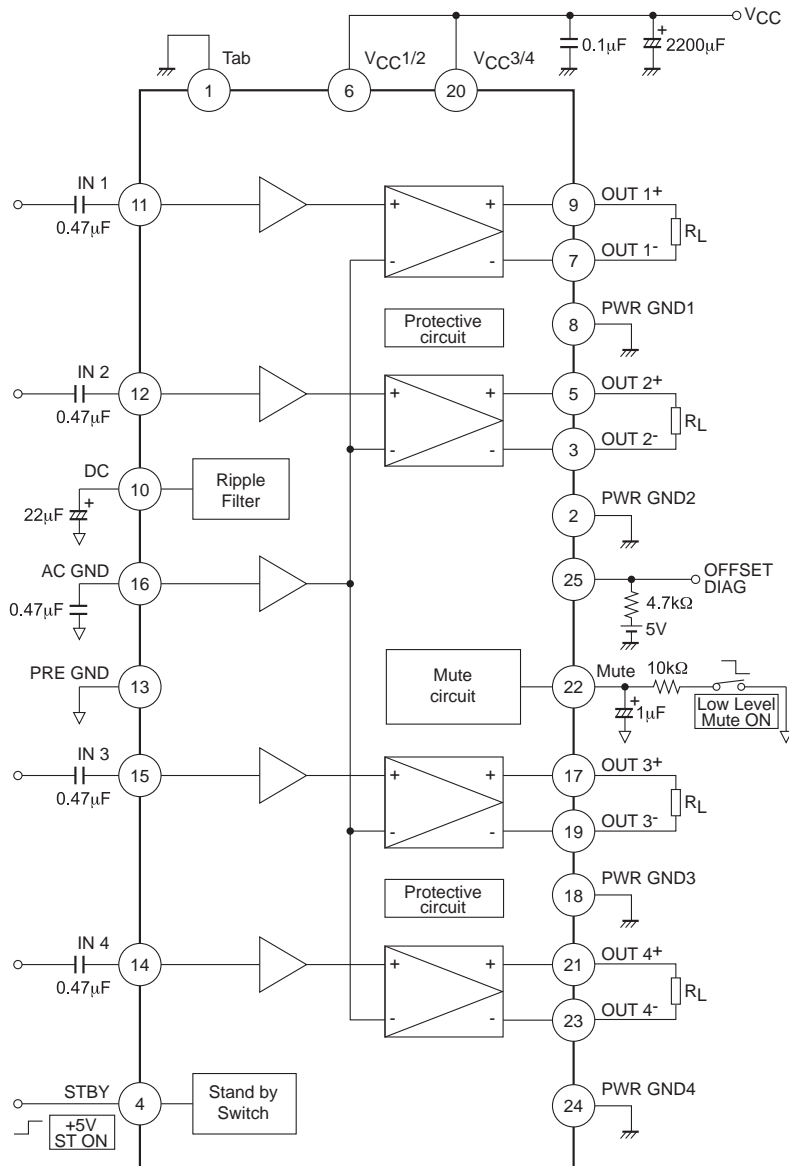 VCC
Tab
VCC1/2
VCC3/4
0.1µF
2200µF
+
1
6
20
IN 1
0.47µF
11
+
-
9
OUT 1+
7
OUT 1-
RL
Protective
circuit
8
PWR GND1
IN 2
0.47µF
12
+
-
5
OUT 2+
3
OUT 2-
RL
DC
22µF
+
10
Ripple
Filter
2
PWR GND2
AC GND
0.47µF
16
25
OFFSET
DIAG
4.7kΩ
5V
PRE GND
13
Mute
circuit
22
Mute
10kΩ
+
1µF
Low Level
Mute ON
IN 3
0.47µF
15
+
-
17
OUT 3+
19
OUT 3-
RL
Protective
circuit
18
PWR GND3
IN 4
0.47µF
14
+
-
21
OUT 4+
23
OUT 4-
RL
STBY
+5V
ST ON
4
Stand by
Switch
24
PWR GND4